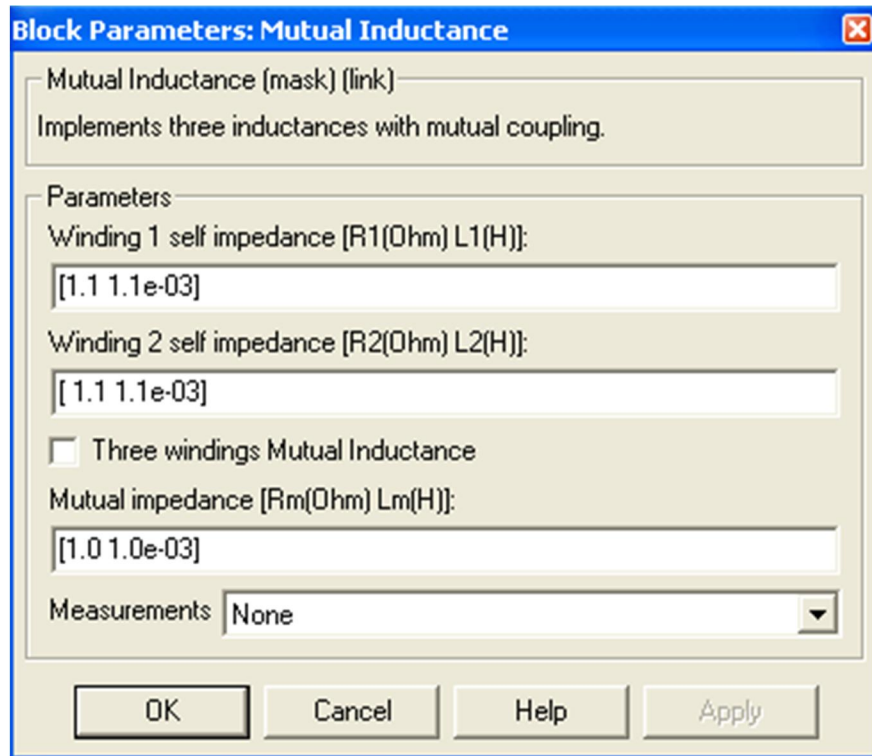 Block Parameters: Mutual Inductance
Mutual Inductance (mask) (link)
Implements three inductances with mutual coupling.
Parameters
Winding 1 self impedance [R1(Ohm) L1(H)]:
[1.1 1.1e-03]
Winding 2 self impedance [R2(Ohm) L2(H)]:
[ 1.1 1.1e-03]
Three windings Mutual Inductance
Mutual impedance [Rm(Ohm) Lm(H)]:
[1.0 1.0e-03]
Measurements None
OK Cancel Help Apply